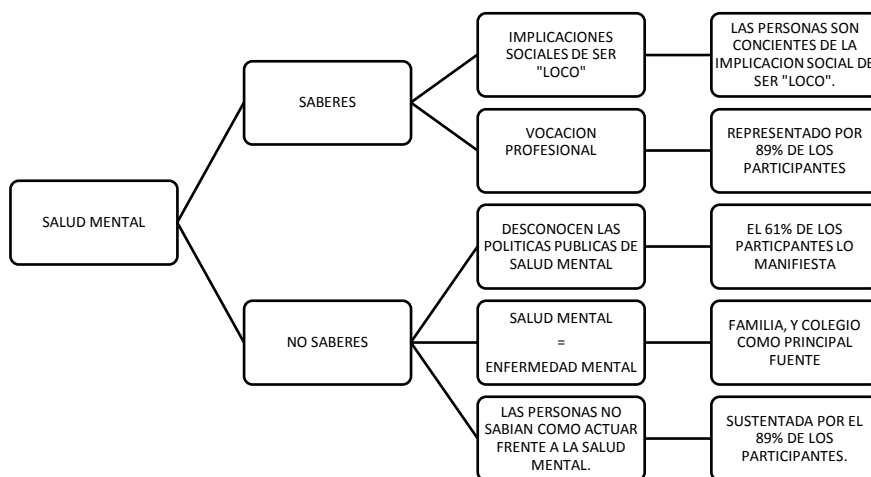 SALUD MENTAL
SABERES
IMPLICACIONES
SOCIALES DE SER
"LOCO"
LAS PERSONAS SON
CONCIENTES DE LA
IMPLICACION SOCIAL DE
SER "LOCO".
VOCACION
PROFESIONAL
REPRESENTADO POR
89% DE LOS
PARTICIPANTES
NO SABERES
DESCONOCEN LAS
POLITICAS PUBLICAS DE
SALUD MENTAL
EL 61% DE LOS
PARTICPANTES LO
MANIFIESTA
SALUD MENTAL
=
ENFERMEDAD MENTAL
FAMILIA, Y COLEGIO
COMO PRINCIPAL
FUENTE
LAS PERSONAS NO
SABIAN COMO ACTUAR
FRENTE A LA SALUD
MENTAL.
SUSTENTADA POR EL
89% DE LOS
PARTICIPANTES.